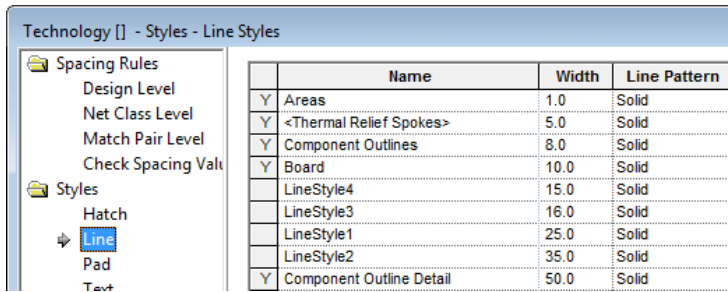 Technology [] - Styles - Line Styles
Spacing Rules
Design Level
Net Class Level
Match Pair Level
Check Spacing Valu
Styles
Hatch
Line
Pad
Text
Name Width Line Pattern
Y Areas 1.0 Solid
Y <Thermal Relief Spokes> 5.0 Solid
Y Component Outlines 8.0 Solid
Y Board 10.0 Solid
LineStyle4 15.0 Solid
LineStyle3 16.0 Solid
LineStyle1 25.0 Solid
LineStyle2 35.0 Solid
Y Component Outline Detail 50.0 Solid